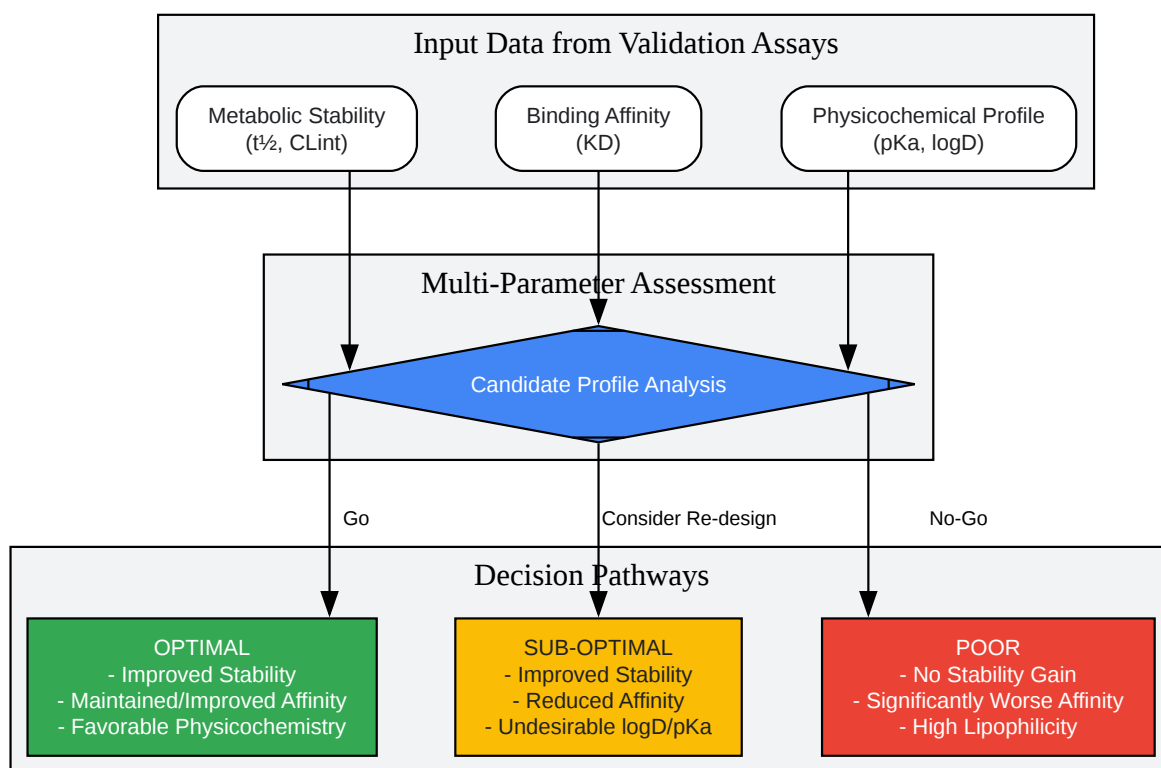 Input Data from Validation Assays
Metabolic Stability
(t½, CLint)
Binding Affinity
(KD)
Physicochemical Profile
(pKa, logD)
Multi-Parameter Assessment
Candidate Profile Analysis
Go
Consider Re-design
No-Go
Decision Pathways
OPTIMAL
- Improved Stability
- Maintained/Improved Affinity
- Favorable Physicochemistry
SUB-OPTIMAL
- Improved Stability
- Reduced Affinity
- Undesirable logD/pKa
POOR
- No Stability Gain
- Significantly Worse Affinity
- High Lipophilicity